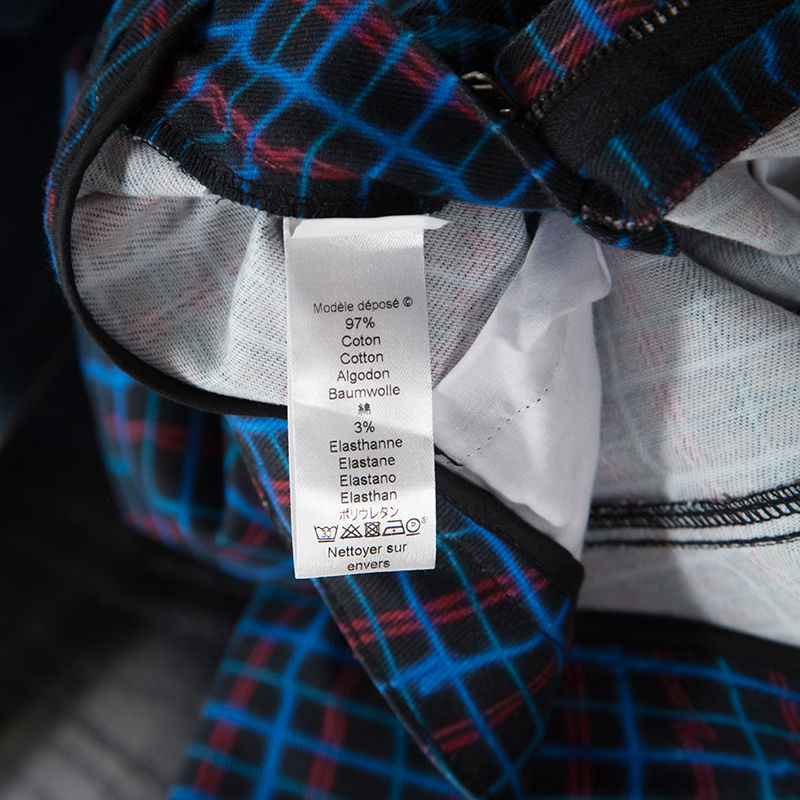 Modèle déposé ©
97%
Coton
Cotton
Algodon
Baumwolle
綿
3%
Elasthanne
Elastane
Elastano
Elasthan
ポリウレタン
Nettoyer sur
envers